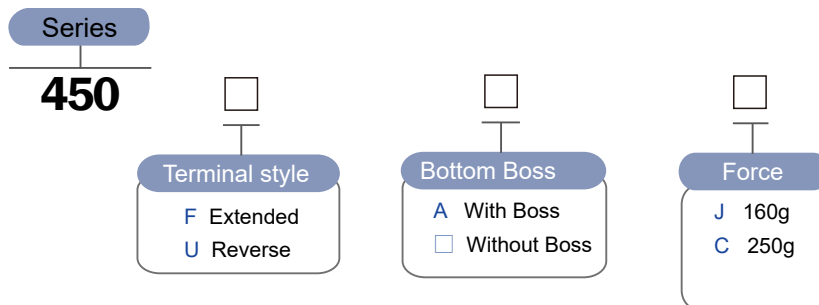 Series
450 □ □ □
Terminal style
F Extended
U Reverse
Bottom Boss
A With Boss
□ Without Boss
Force
J 160g
C 250g